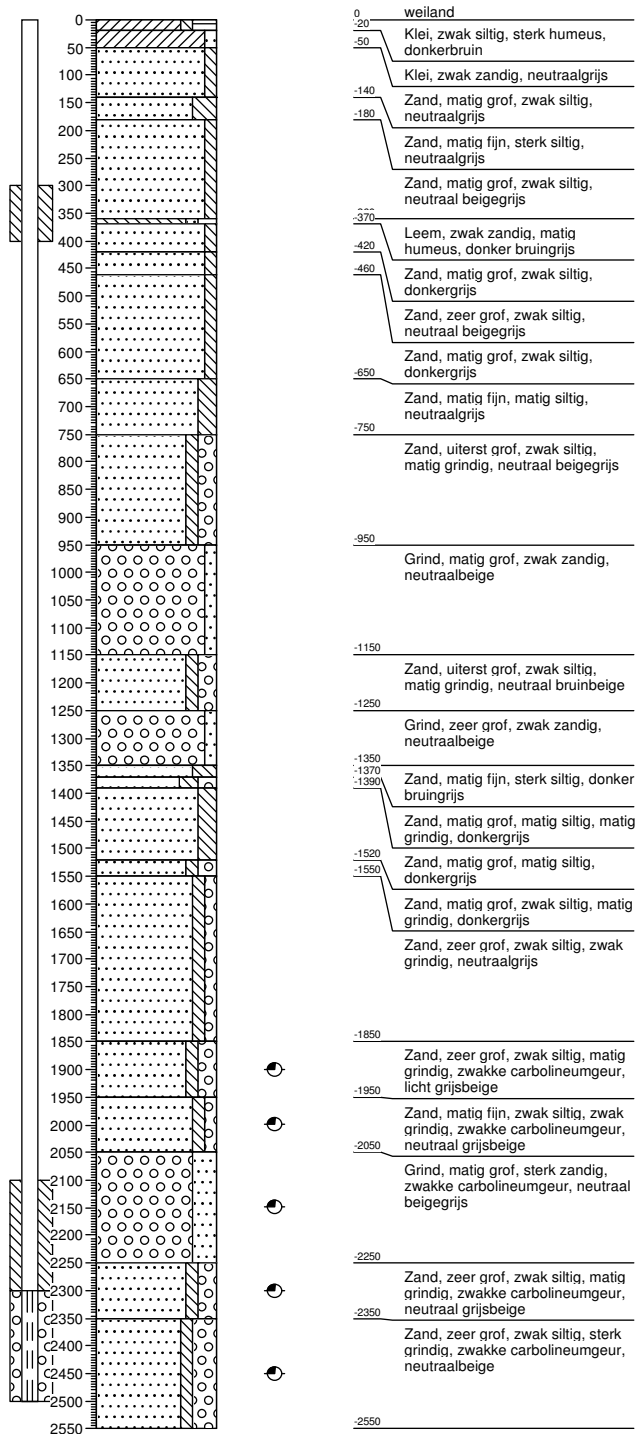 0
50
100
150
200
250
300
350
400
450
500
550
600
650
700
750
800
850
900
950
1000
1050
1100
1150
1200
1250
1300
1350
1400
1450
1500
1550
1600
1650
1700
1750
1800
1850
1900
1950
2000
2050
2100
2150
2200
2250
2300
2350
2400
2450
2500
2550
0
weiland
-20
Klei, zwak siltig, sterk humeus,
donkerbruin
-50
Klei, zwak zandig, neutraalgrijs
-140
Zand, matig grof, zwak siltig,
neutraalgrijs
-180
Zand, matig fijn, sterk siltig,
neutraalgrijs
Zand, matig grof, zwak siltig,
neutraal beigegrijs
-370
Leem, zwak zandig, matig
humeus, donker bruingrijs
-420
Zand, matig grof, zwak siltig,
donkergrijs
-460
Zand, zeer grof, zwak siltig,
neutraal beigegrijs
Zand, matig grof, zwak siltig,
donkergrijs
-650
Zand, matig fijn, matig siltig,
neutraalgrijs
-750
Zand, uiterst grof, zwak siltig,
matig grindig, neutraal beigegrijs
-950
Grind, matig grof, zwak zandig,
neutraalbeige
-1150
Zand, uiterst grof, zwak siltig,
matig grindig, neutraal bruinbeige
-1250
Grind, zeer grof, zwak zandig,
neutraalbeige
-1350
-1370
Zand, matig fijn, sterk siltig, donker
bruingrijs
-1390
Zand, matig grof, matig siltig, matig
grindig, donkergrijs
-1520
Zand, matig grof, matig siltig,
donkergrijs
-1550
Zand, matig grof, zwak siltig, matig
grindig, donkergrijs
Zand, zeer grof, zwak siltig, zwak
grindig, neutraalgrijs
-1850
Zand, zeer grof, zwak siltig, matig
grindig, zwakke carbolineumgeur,
licht grijsbeige
-1950
Zand, matig fijn, zwak siltig, zwak
grindig, zwakke carbolineumgeur,
neutraal grijsbeige
-2050
Grind, matig grof, sterk zandig,
zwakke carbolineumgeur, neutraal
beigegrijs
-2250
Zand, zeer grof, zwak siltig, matig
grindig, zwakke carbolineumgeur,
neutraal grijsbeige
-2350
Zand, zeer grof, zwak siltig, sterk
grindig, zwakke carbolineumgeur,
neutraalbeige
-2550